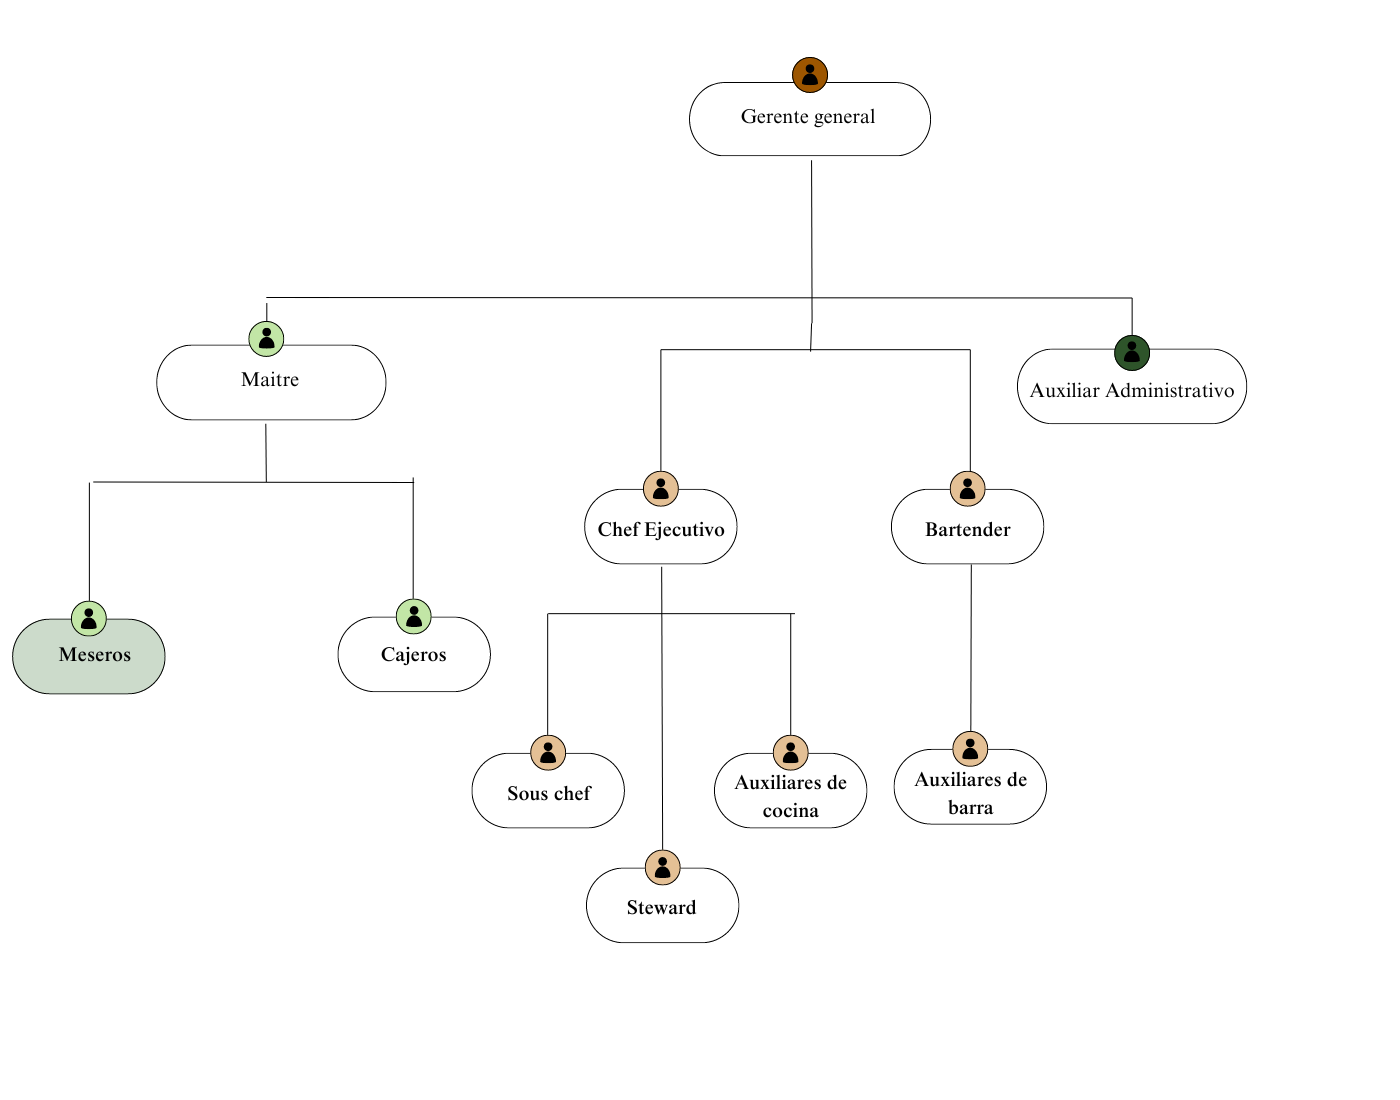 Gerente general
Maitre
Auxiliar Administrativo
Chef Ejecutivo
Bartender
Meseros
Cajeros
Sous chef
Auxiliares de
cocina
Auxiliares de
barra
Steward